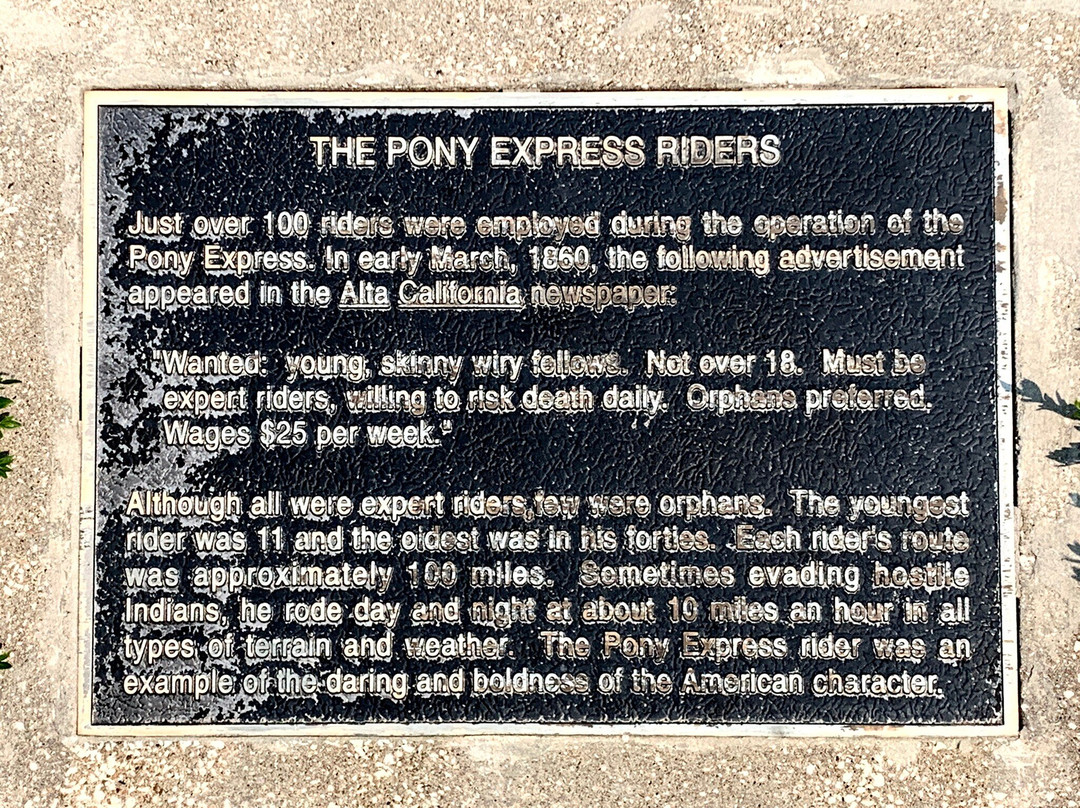 THE PONY EXPRESS RIDERS
Just over 100 riders were employed during the operation of the
Pony Express. In early March, 1860, the following advertisement
appeared in the Alta California newspaper:
"Wanted: young, skinny wiry fellows. Not over 18. Must be
expert riders, willing to risk death daily. Orphans preferred.
Wages $25 per week."
Although all were expert riders,few were orphans. The youngest
rider was 11 and the oldest was in his forties. Each rider's route
was approximately 100 miles. Sometimes evading hostile
Indians, he rode day and night at about 10 miles an hour in all
types of terrain and weather. The Pony Express rider was an
example of the daring and boldness of the American character.